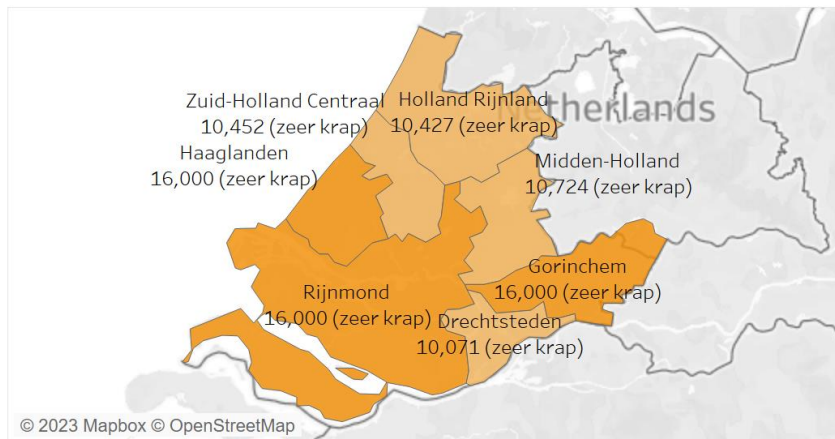 Zuid-Holland Centraal
10,452 (zeer krap)
Holland Rijnland
10,427 (zeer krap)
Netherlands
Haaglanden
16,000 (zeer krap)
Midden-Holland
10,724 (zeer krap)
Gorinchem
16,000 (zeer krap)
Rijnmond
16,000 (zeer krap)
Drechtsteden
10,071 (zeer krap)
© 2023 Mapbox © OpenStreetMap